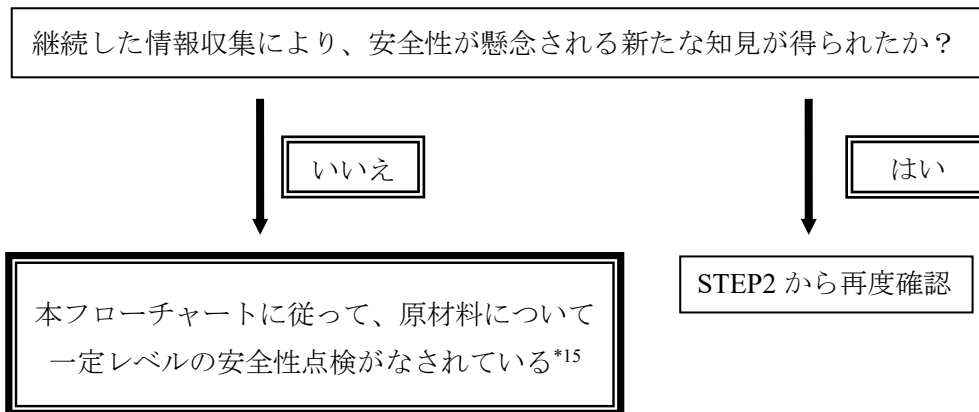 継続した情報収集により、安全性が懸念される新たな知見が得られたか？
いいえ
はい
本フローチャートに従って、原材料について
一定レベルの安全性点検がなされている*15
STEP2 から再度確認